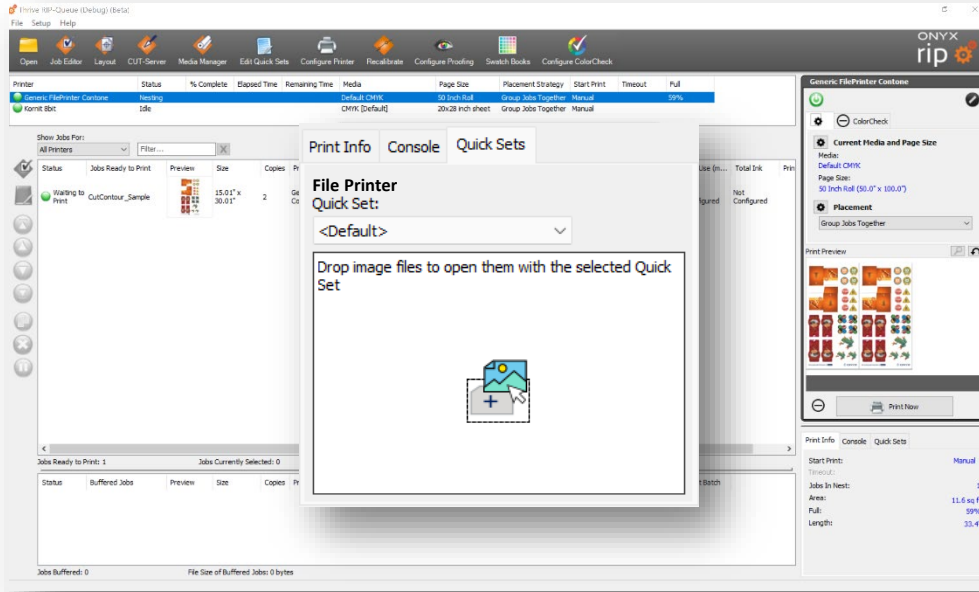 Thrive RIP-Queue (Debug) (Beta)
File Setup Help
Open Job Editor Layout CUT-Server Media Manager Edit Quick Sets Configure Printer Recalibrate Configure Proofing Swatch Books Configure ColorCheck
ONYX
rip
Printer Status % Complete Elapsed Time Remaining Time Media Page Size Placement Strategy Start Print Timeout Full
Generic FilePrinter Contone Nesting Default CMYK 50 Inch Roll Group Jobs Together Manual 59%
Kornit 8bit Idle CMYK [Default] 20x28 inch sheet Group Jobs Together Manual
Show Jobs For:
All Printers Filter...
Status Jobs Ready to Print Preview Size Copies
Total Ink
Waiting to Print CutContour_Sample 15.01" x 30.01" 2
Not Configured
Jobs Ready to Print: 1 Jobs Currently Selected: 0
Status Buffered Jobs Preview Size Copies
Batch
Jobs Buffered: 0 File Size of Buffered Jobs: 0 bytes
Print Info Console Quick Sets
File Printer
Quick Set:
<Default>
Drop image files to open them with the selected Quick
Set
Generic FilePrinter Contone
ColorCheck
Current Media and Page Size
Media:
Default CMYK
Page Size:
50 Inch Roll (50.0" x 100.0")
Placement
Group Jobs Together
Print Preview
Print Now
Print Info Console Quick Sets
Start Print: Manual
Timeout:
Jobs In Nest: 1
Area: 11.6 sq f
Full: 59%
Length: 33.4